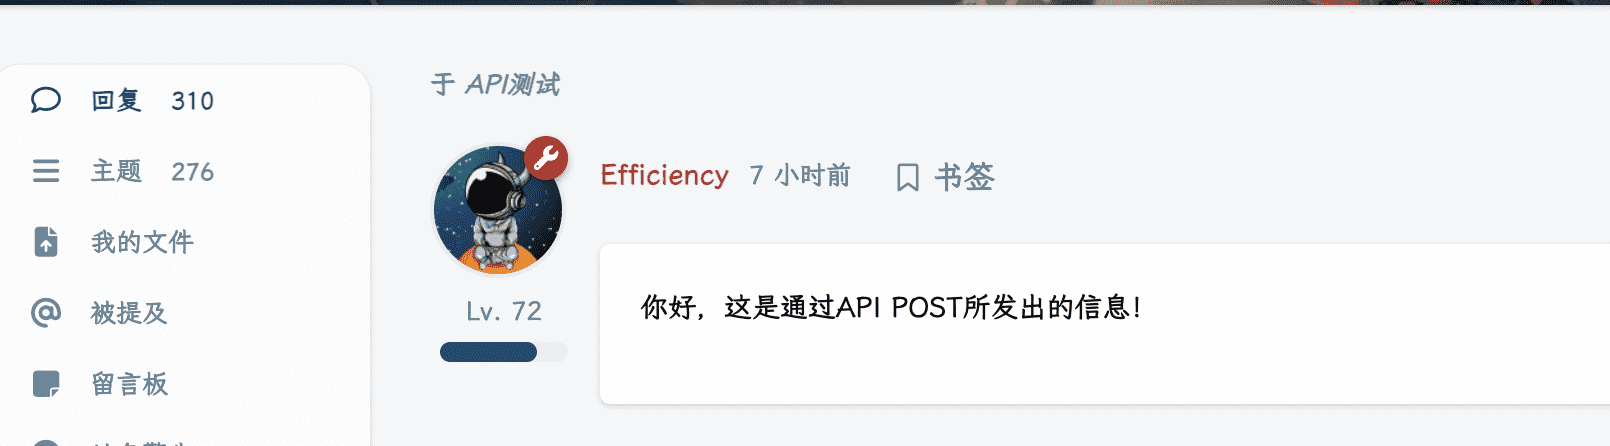 回复 310
主题 276
我的文件
被提及
留言板
于 API测试
Efficiency 7 小时前 书签
Lv. 72
你好，这是通过API POST所发出的信息！